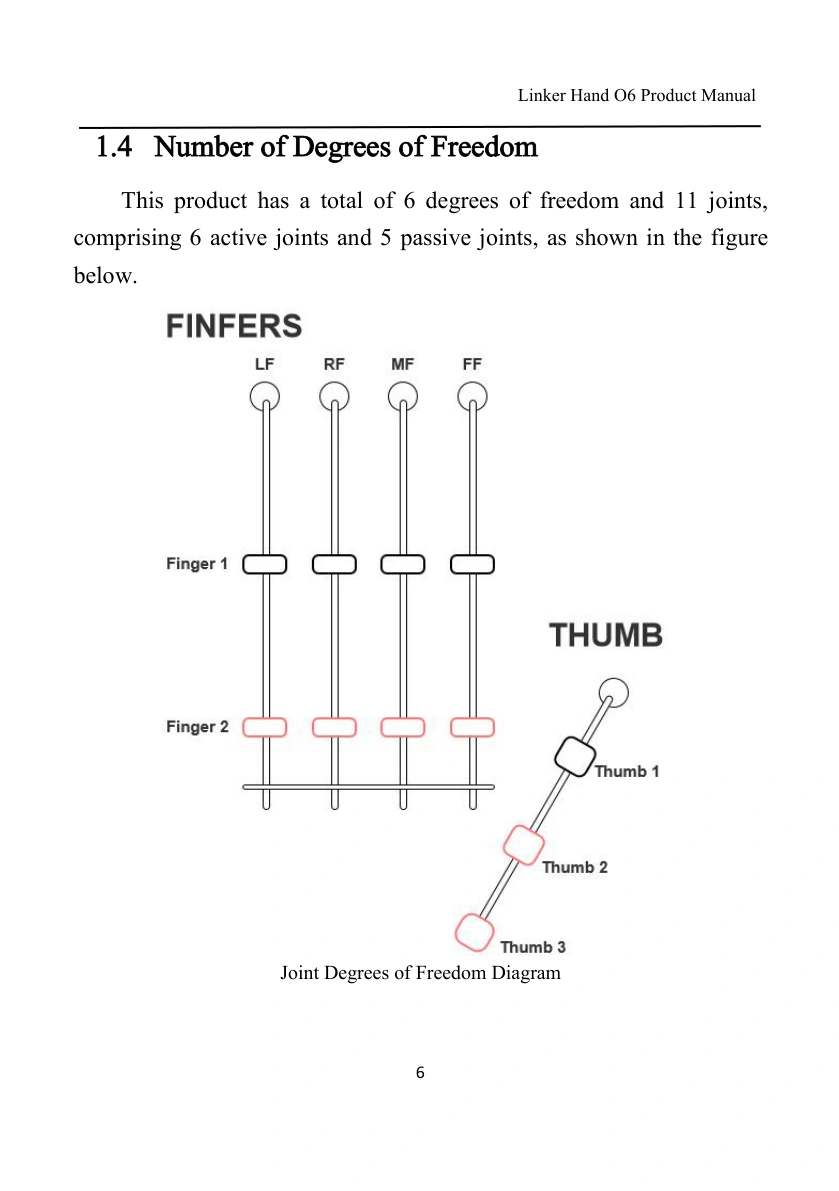 Linker Hand O6 Product Manual
1.4 Number of Degrees of Freedom
This product has a total of 6 degrees of freedom and 11 joints,
comprising 6 active joints and 5 passive joints, as shown in the figure
below.
FINFERS
LF RF MF FF
Finger 1
THUMB
Finger 2
Thumb 1
Thumb 2
Thumb 3
Joint Degrees of Freedom Diagram
6